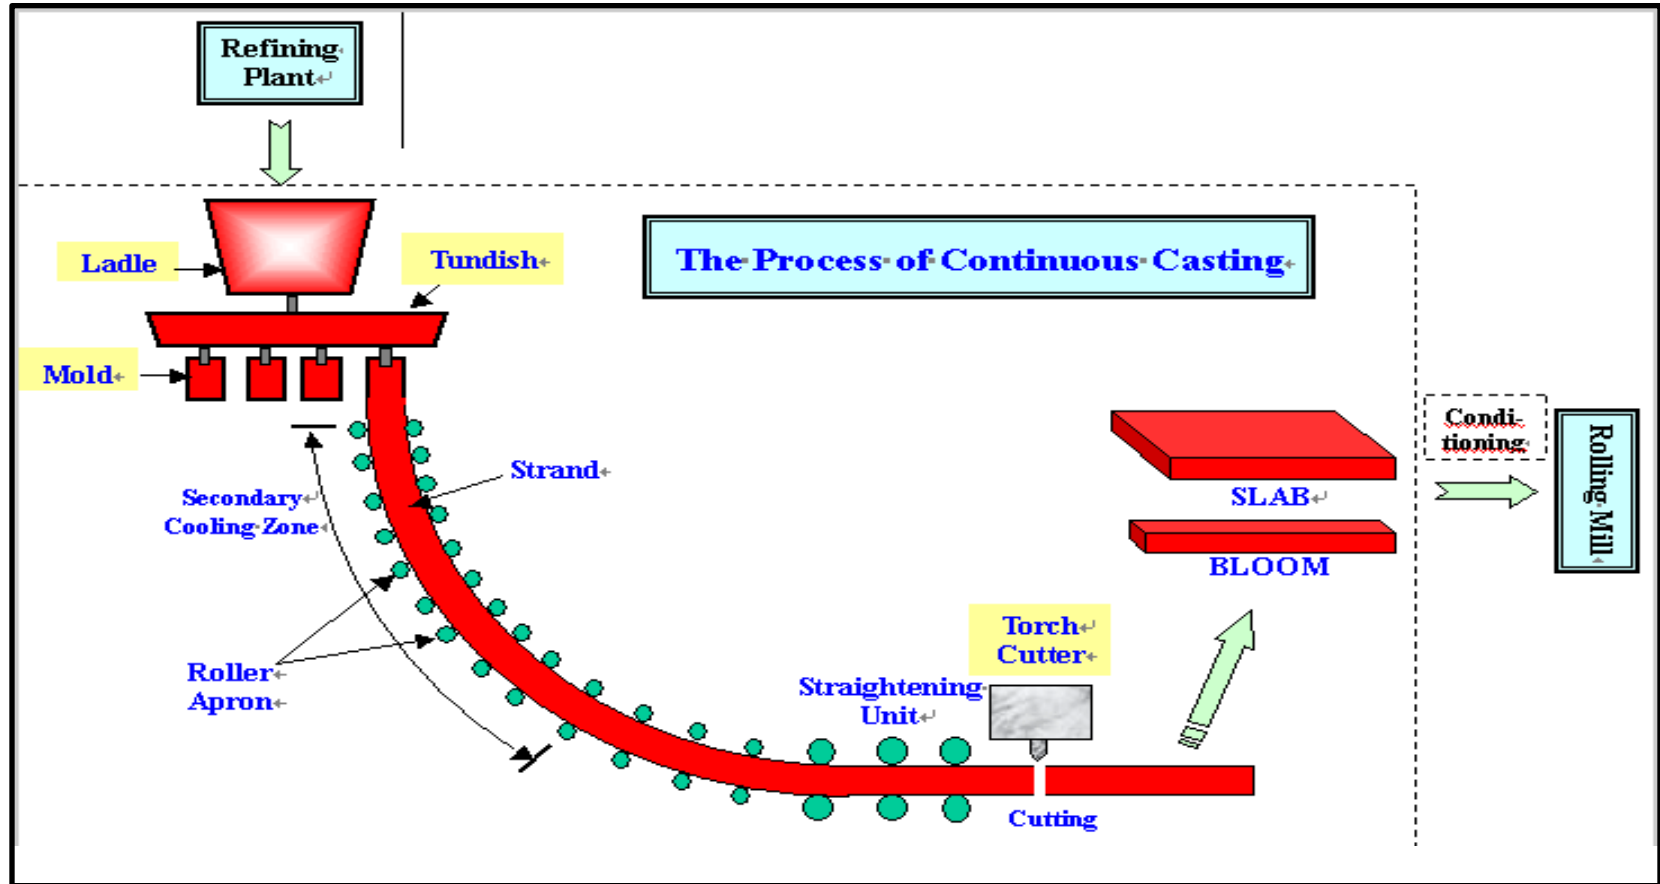 Refining
Plant
Ladle
Tundish
The Process of Continuous Casting
Mold
Strand
Secondary
Cooling Zone
Roller
Apron
Straightening
Unit
Torch
Cutter
Cutting
SLAB
BLOOM
Condi-
tioning
Rolling Mill